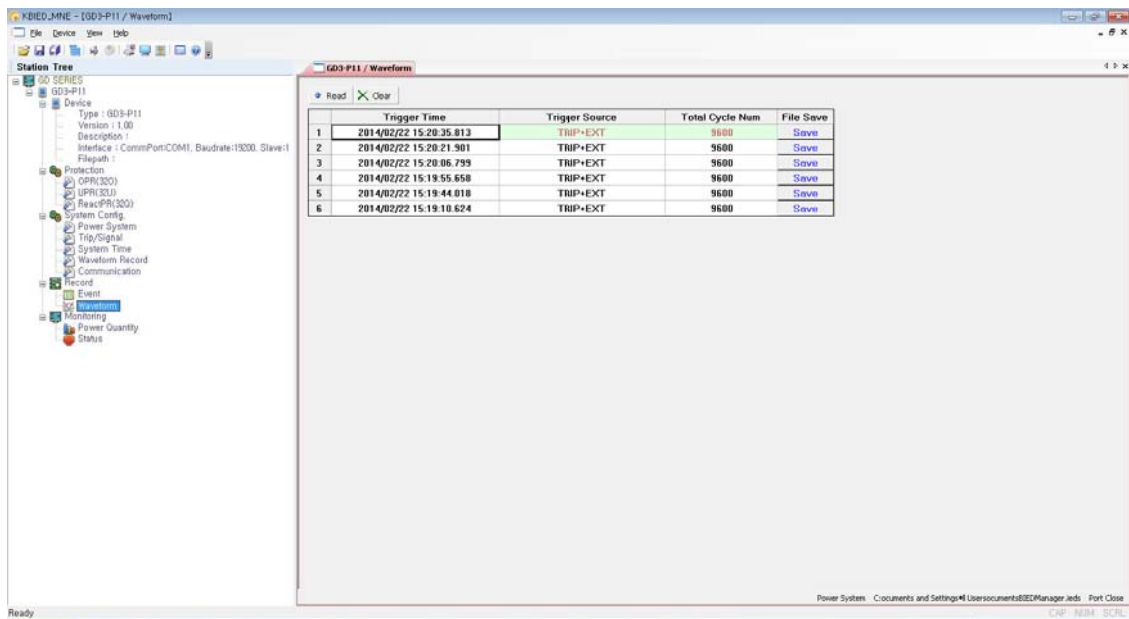 KBIED_MNE - [GD3-P11 / Waveform]
File Device View Help
Station Tree
GD SERIES
GD3-P11
Device
Type : GD3-P11
Version : 1,00
Description :
Interface : CommPort:COM1, Baudrate:19200, Slave:1
Filepath :
Protection
OPR(32O)
UPR(32U)
ReactPR(32Q)
System Config.
Power System
Trip/Signal
System Time
Waveform Record
Communication
Record
Event
Waveform
Monitoring
Power Quantity
Status
GD3-P11 / Waveform
Read Clear
Trigger Time Trigger Source Total Cycle Num File Save
1 2014/02/22 15:20:35.813 TRIP+EXT 9600 Save
2 2014/02/22 15:20:21.901 TRIP+EXT 9600 Save
3 2014/02/22 15:20:06.799 TRIP+EXT 9600 Save
4 2014/02/22 15:19:55.658 TRIP+EXT 9600 Save
5 2014/02/22 15:19:44.018 TRIP+EXT 9600 Save
6 2014/02/22 15:19:10.624 TRIP+EXT 9600 Save
Power System C:ocuments and Settings Port Close
Ready
CAP NUM SCRL